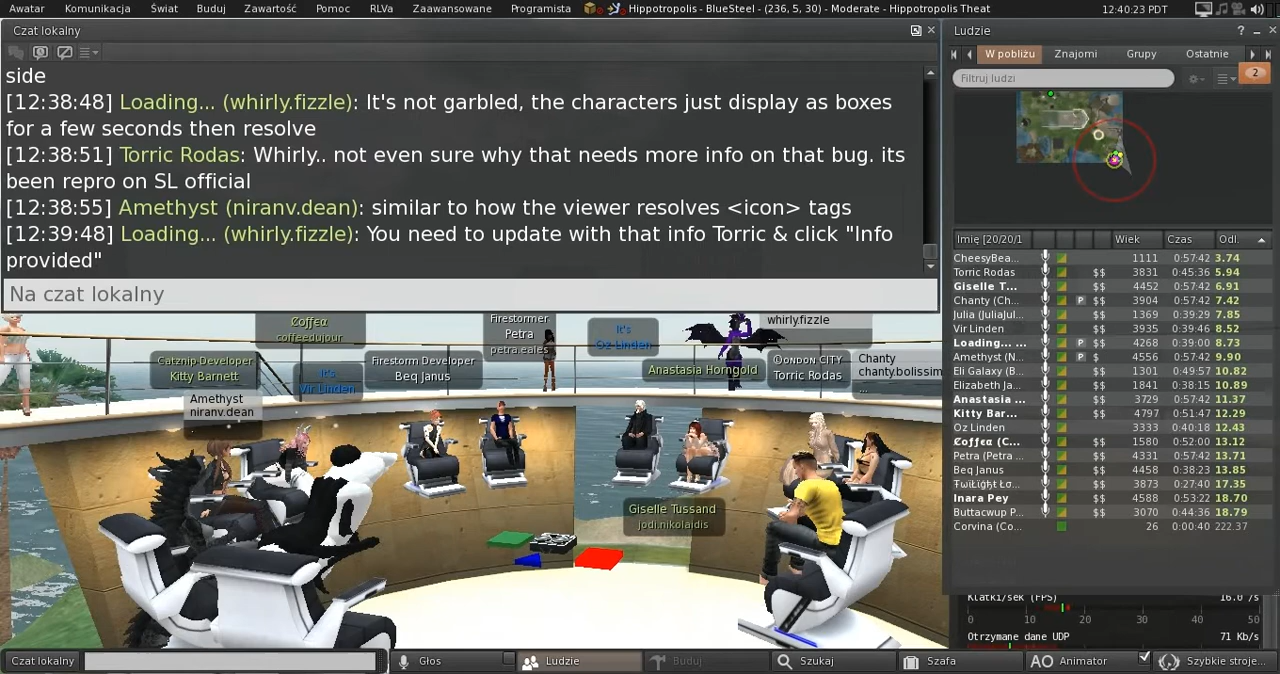 Awatar Komunikacja Świat Buduj Zawartość Pomoc RLVa Zaawansowane Programista Hippotropolis - BlueSteel - (236, 5, 30) - Moderate - Hippotropolis Theat 12:40:23 PDT
Czat lokalny
side
[12:38:48] Loading... (whirly.fizzle): It's not garbled, the characters just display as boxes
for a few seconds then resolve
[12:38:51] Torric Rodas: Whirly.. not even sure why that needs more info on that bug. its
been repro on SL official
[12:38:55] Amethyst (niranv.dean): similar to how the viewer resolves <icon> tags
[12:39:48] Loading... (whirly.fizzle): You need to update with that info Torric & click "Info
provided"
Na czat lokalny
Ludzie
W pobliżu Znajomi Grupy Ostatnie
Filtruj ludzi
2
Imię [20/20/1 Wiek Czas Odl.
CheesyBea... 1111 0:57:42 3.74
Torric Rodas $$ 3831 0:45:36 5.94
Giselle T... $$ 4452 0:57:42 6.91
Chanty (Ch... P $$ 3904 0:57:42 7.42
Julia (JuliaJul... $$ 1369 0:39:29 7.85
Vir Linden $$ 3935 0:39:46 8.52
Loading... ... P $$ 4268 0:39:00 8.73
Amethyst (N... P $ 4556 0:57:42 9.90
Eli Galaxy (B... $$ 1301 0:49:57 10.82
Elizabeth Ja... $$ 1841 0:38:15 10.89
Anastasia ... $$ 3729 0:57:42 11.37
Kitty Bar... $$ 4797 0:51:47 12.29
Oz Linden 3333 0:40:18 12.43
Ȼoffєα (C... $$ 1580 0:52:00 13.12
Petra (Petra ... $$ 4331 0:57:42 13.71
Beq Janus $$ 4458 0:38:23 13.85
$$ 3873 0:27:40 17.35
Inara Pey $$ 4588 0:53:22 18.70
Buttacwup P... $$ 3070 0:44:36 18.79
Corvina (Co... 26 0:00:40 222.37
Klatki/sek (FPS) 16.0 /s
0 10 20 30 40 50
Otrzymane dane UDP 71 Kb/s
Ȼoffєα
coffeedujour
Firestormer
Petra
petra.eales
It's
Oz Linden
whirly.fizzle
Catznip Developer
Kitty Barnett
It's
Vir Linden
Firestorm Developer
Beq Janus
Anastasia Horngold
ⓁONDON CITY
Torric Rodas
Chanty
chanty.bolissim
...
Amethyst
niranv.dean
Giselle Tussand
jodi.nikolaidis
Czat lokalny Głos Ludzie Buduj Szukaj Szafa AO Animator Szybkie stroje...